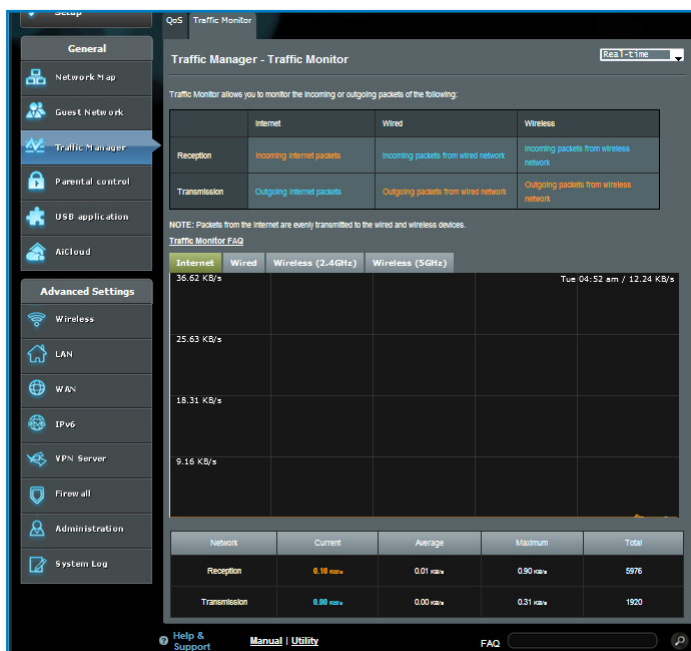 Setup
General
Network Map
Guest Network
Traffic Manager
Parental control
USB application
AiCloud
Advanced Settings
Wireless
LAN
WAN
IPv6
VPN Server
Firewall
Administration
System Log
QoS Traffic Monitor
Traffic Manager - Traffic Monitor
Real-time
Traffic Monitor allows you to monitor the incoming or outgoing packets of the following:
Internet Wired Wireless
Reception Incoming Internet packets Incoming packets from wired network Incoming packets from wireless network
Transmission Outgoing Internet packets Outgoing packets from wired network Outgoing packets from wireless network
NOTE: Packets from the Internet are evenly transmitted to the wired and wireless devices.
Traffic Monitor FAQ
Internet Wired Wireless (2.4GHz) Wireless (5GHz)
36.62 KB/s Tue 04:52 am / 12.24 KB/s
25.63 KB/s
18.31 KB/s
9.16 KB/s
Network Current Average Maximum Total
Reception 0.10 KB/s 0.01 KB/s 0.90 KB/s 5976
Transmission 0.00 KB/s 0.00 KB/s 0.31 KB/s 1920
Help & Support Manual | Utility FAQ